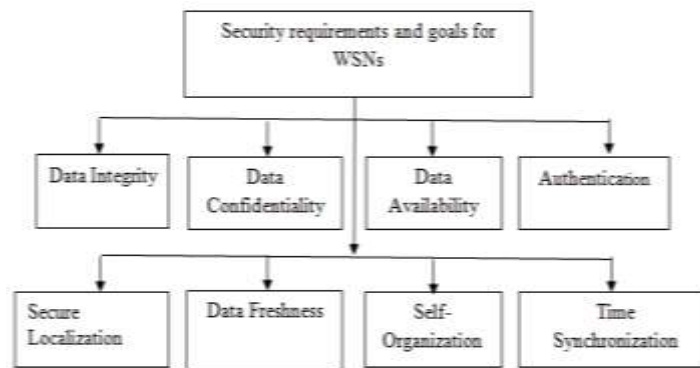 Security requirements and goals for
WSNs
Data Integrity
Data
Confidentiality
Data
Availability
Authentication
Secure
Localization
Data Freshness
Self-
Organization
Time
Synchronization